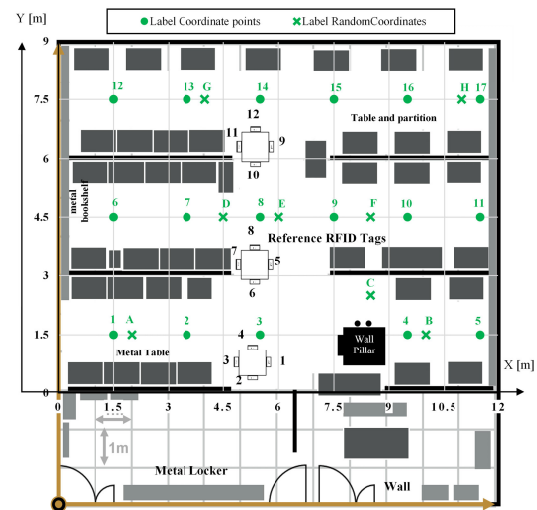 Label Coordinate points
Label RandomCoordinates
Y [m]
9
12
13
G
14
15
16
H
17
7.5
12
Table and partition
11
9
6
10
metal
bookshelf
6
7
D
8
E
9
F
10
11
4.5
8
Reference RFID Tags
7
5
3
6
C
1
A
2
4
3
4
B
5
1.5
Wall
Pillar
Metal Table
3
1
2
X [m]
0
0
1.5
3
4.5
6
7.5
9
10.5
12
1m
Metal Locker
Wall